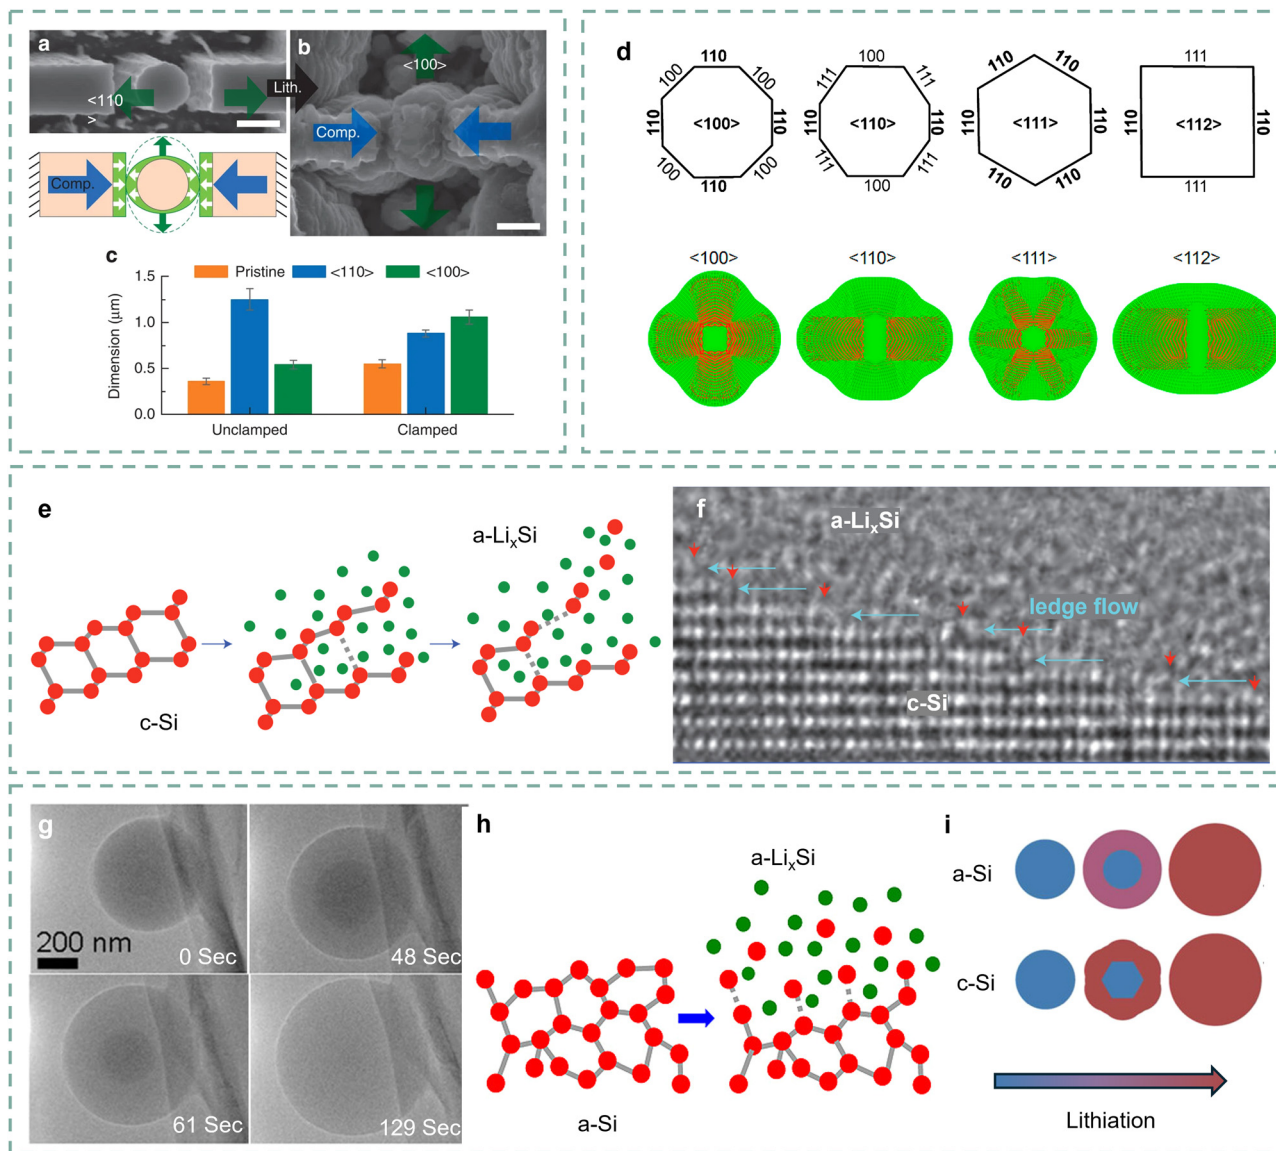 a
<110
>
Lith.
b
<100>
Comp.
Comp.
c
Pristine
<110>
<100>
Dimension (μm)
1.5
1.0
0.5
0.0
Unclamped
Clamped
d
110
100
100
110
<100>
110
100
100
110
100
111
111
110
<110>
110
111
111
100
110
110
110
<111>
110
110
110
111
110
<112>
110
111
<100>
<110>
<111>
<112>
e
c-Si
a-LiₓSi
f
a-LiₓSi
ledge flow
c-Si
g
200 nm
0 Sec
48 Sec
61 Sec
129 Sec
h
a-LiₓSi
a-Si
i
a-Si
c-Si
Lithiation